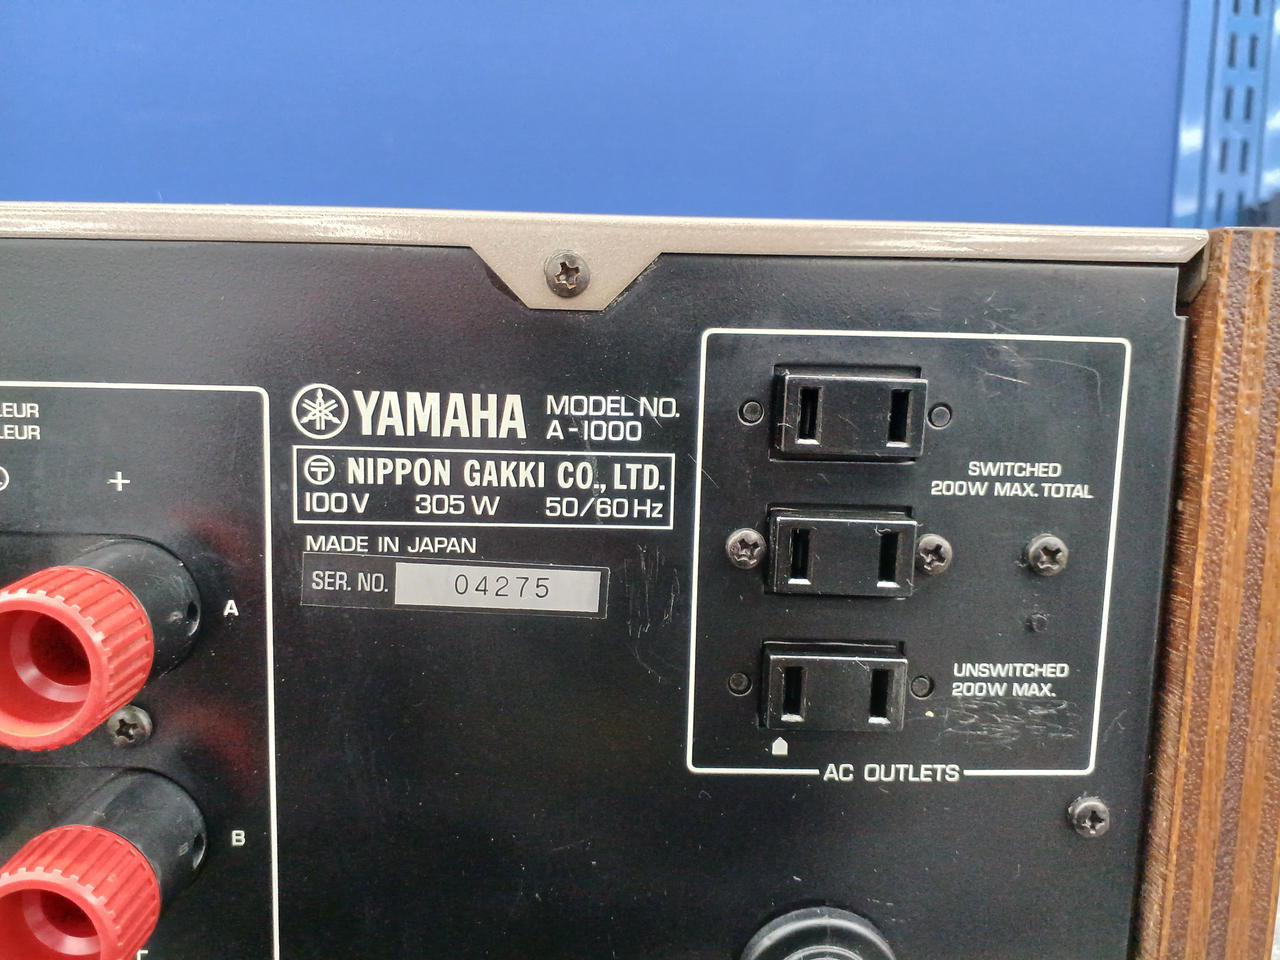 LEUR
LEUR
+
A
B
YAMAHA
MODEL NO.
A-1000
〒 NIPPON GAKKI CO., LTD.
100V 305W 50/60Hz
MADE IN JAPAN
SER. NO. 04275
SWITCHED
200W MAX. TOTAL
UNSWITCHED
200W MAX.
AC OUTLETS